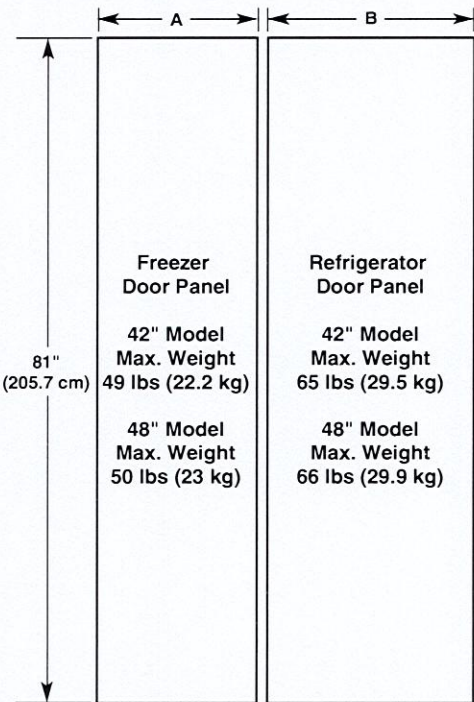 A
B
Freezer
Door Panel
42" Model
Max. Weight
49 lbs (22.2 kg)
48" Model
Max. Weight
50 lbs (23 kg)
Refrigerator
Door Panel
42" Model
Max. Weight
65 lbs (29.5 kg)
48" Model
Max. Weight
66 lbs (29.9 kg)
81"
(205.7 cm)